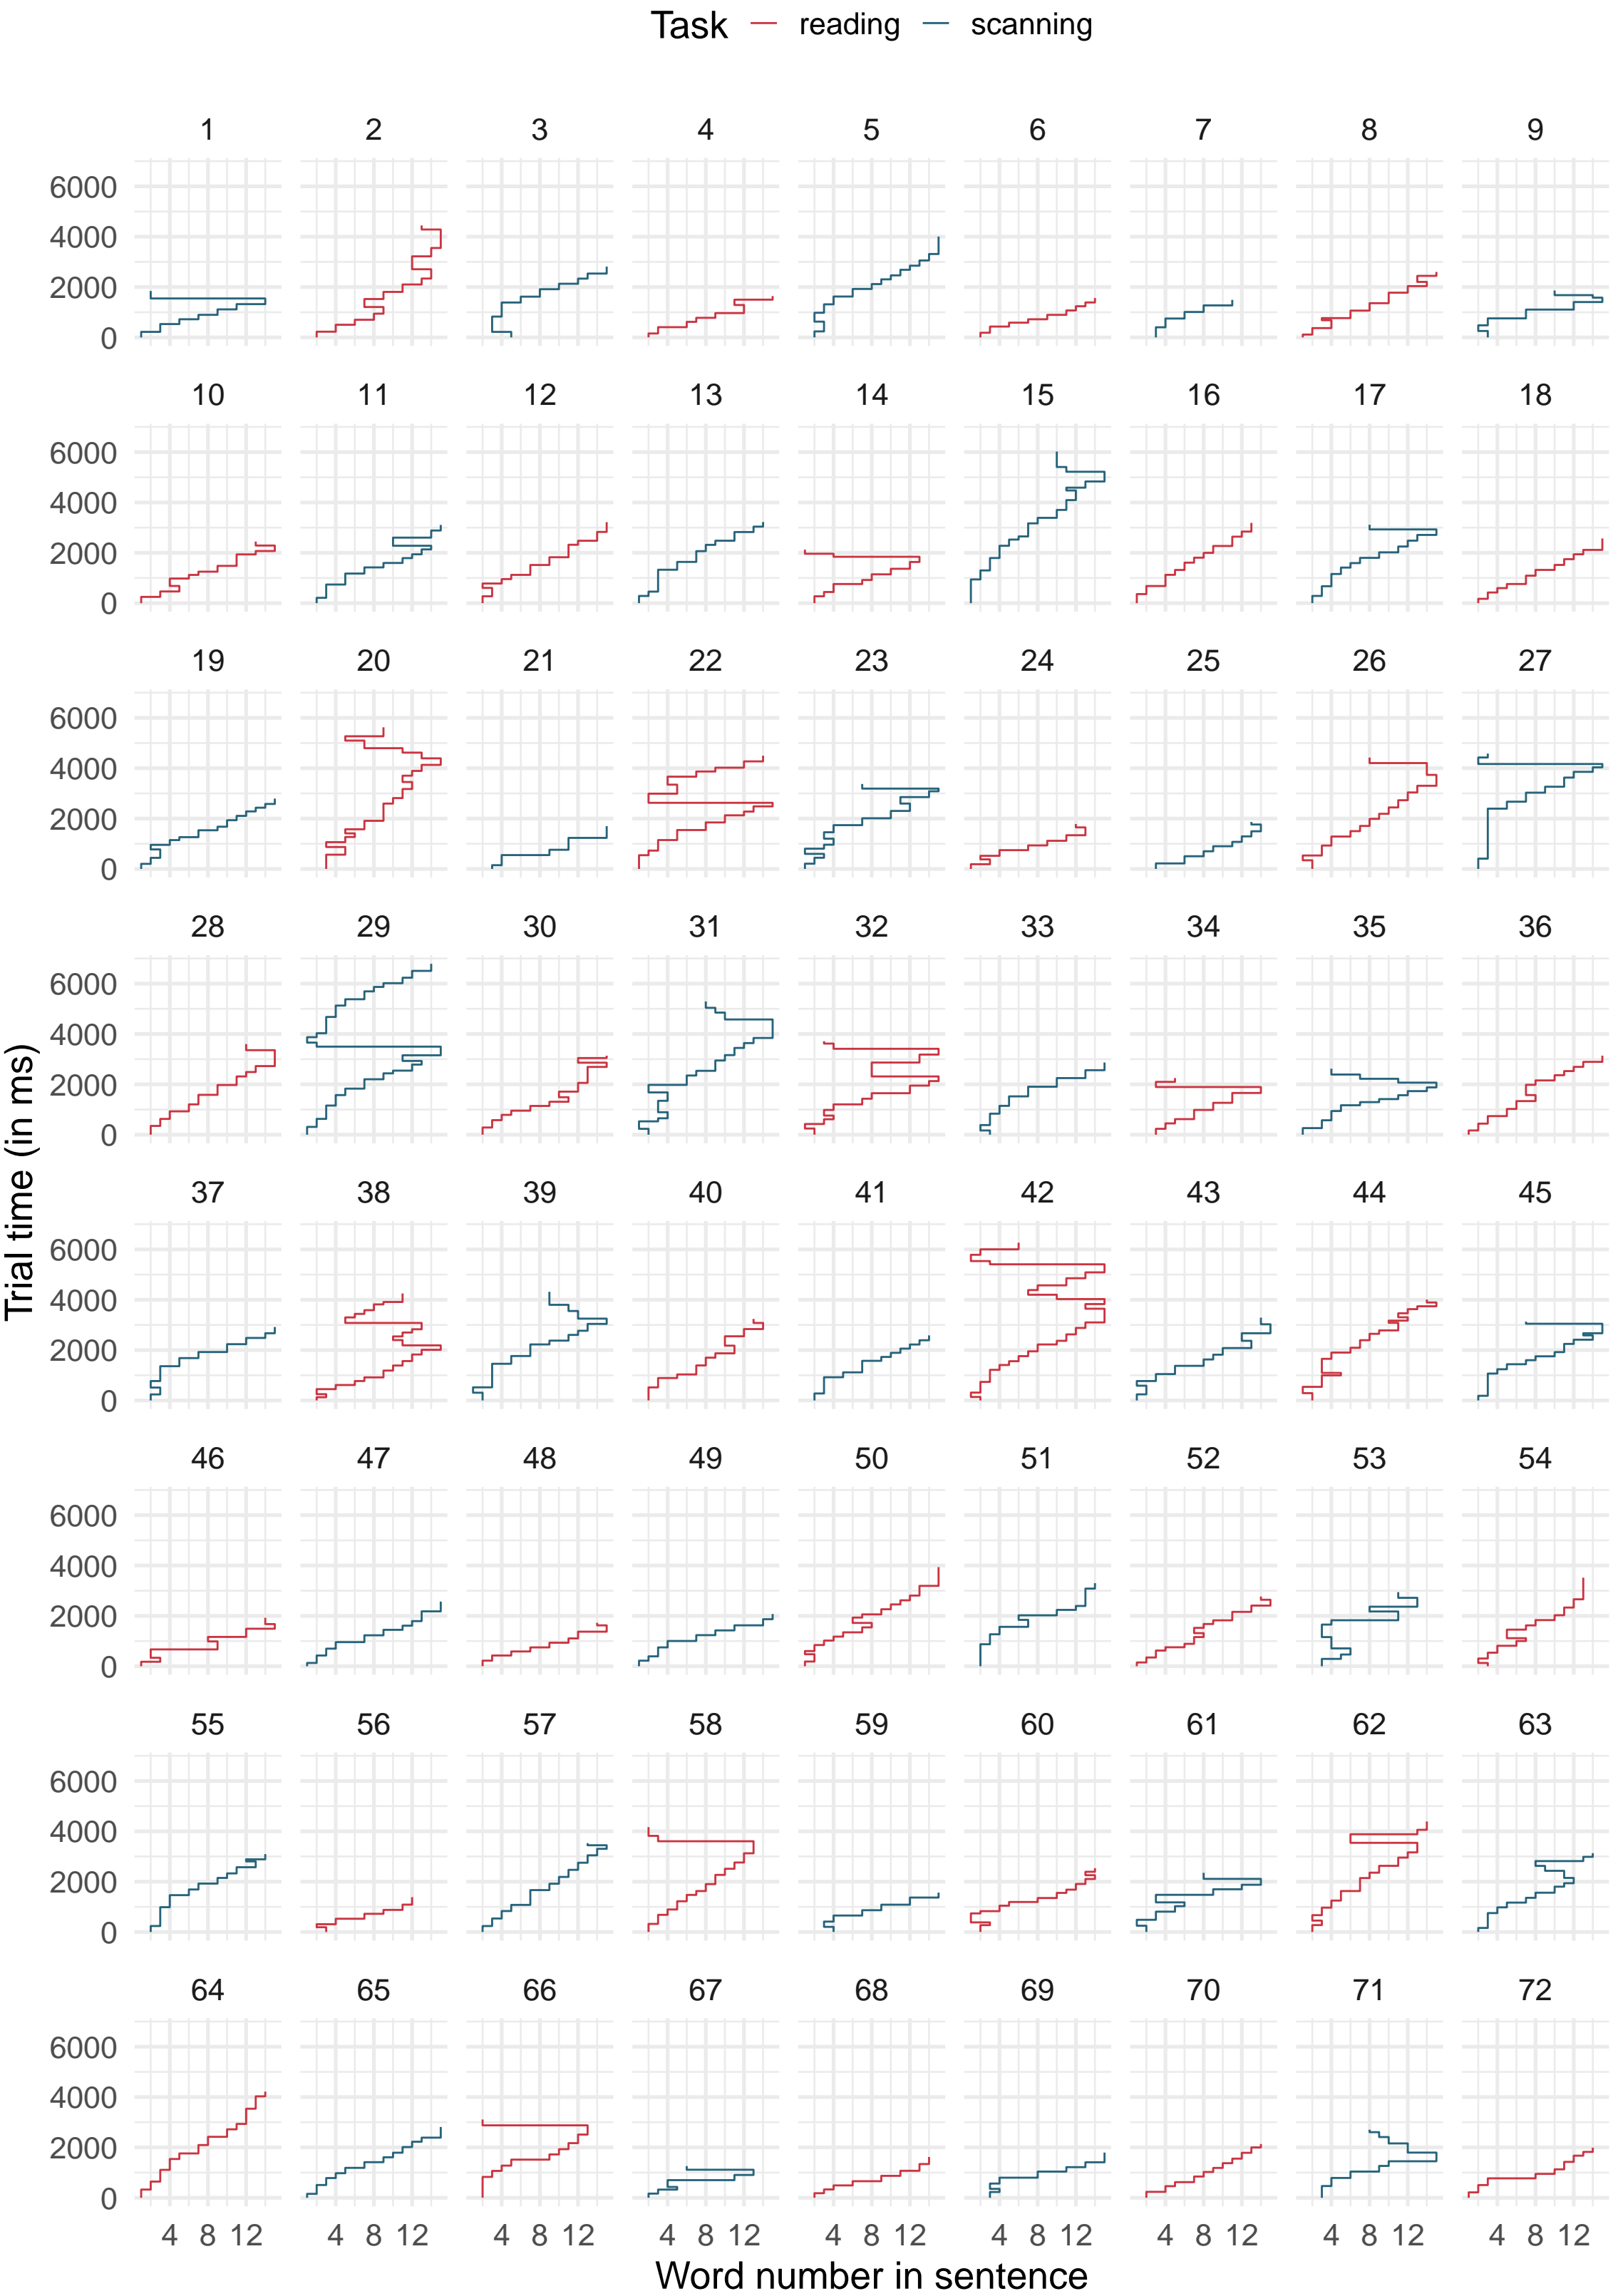 Task reading scanning
1 2 3 4 5 6 7 8 9
6000
4000
2000
0
10 11 12 13 14 15 16 17 18
6000
4000
2000
0
19 20 21 22 23 24 25 26 27
6000
4000
2000
0
28 29 30 31 32 33 34 35 36
6000
4000
2000
0
Trial time (in ms)
37 38 39 40 41 42 43 44 45
6000
4000
2000
0
46 47 48 49 50 51 52 53 54
6000
4000
2000
0
55 56 57 58 59 60 61 62 63
6000
4000
2000
0
64 65 66 67 68 69 70 71 72
6000
4000
2000
0
4 8 12 4 8 12 4 8 12 4 8 12 4 8 12 4 8 12 4 8 12 4 8 12 4 8 12
Word number in sentence